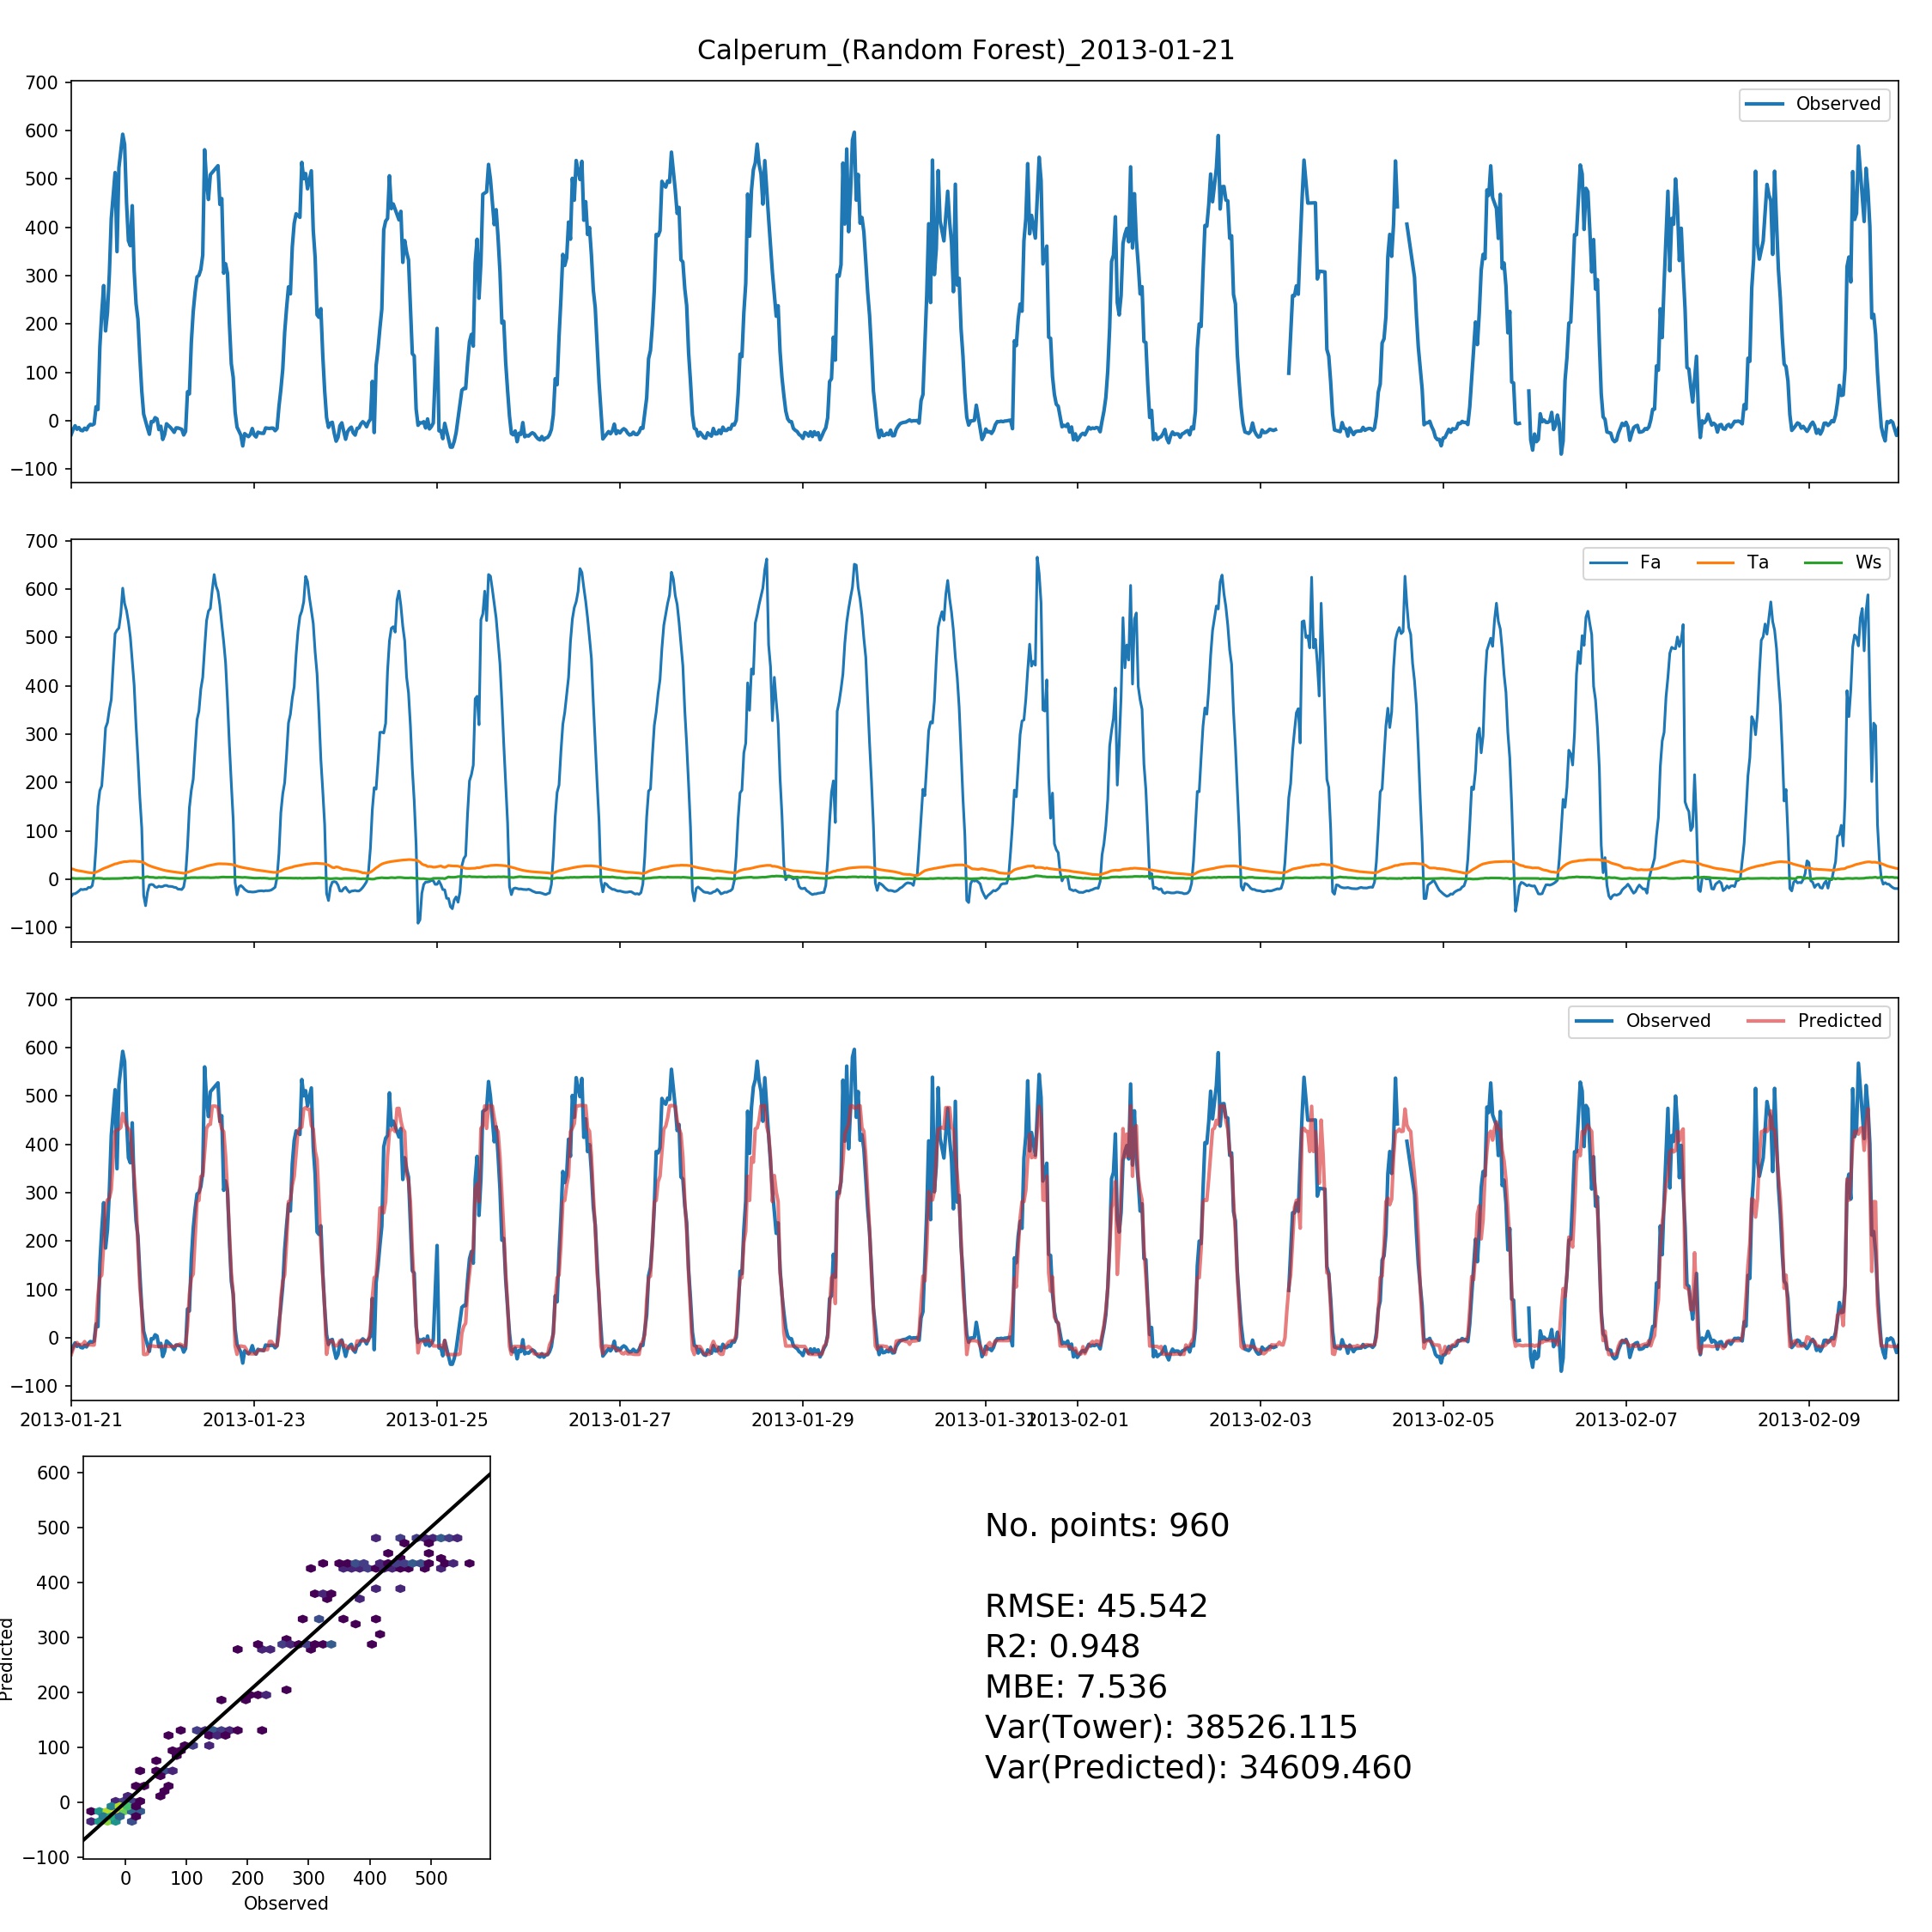 Calperum_(Random Forest)_2013-01-21
700
600
500
400
300
200
100
0
−100
Observed
700
600
500
400
300
200
100
0
−100
Fa Ta Ws
700
600
500
400
300
200
100
0
−100
Observed Predicted
2013-01-21 2013-01-23 2013-01-25 2013-01-27 2013-01-29 2013-01-31 2013-02-01 2013-02-03 2013-02-05 2013-02-07 2013-02-09
Predicted
600
500
400
300
200
100
0
−100
0 100 200 300 400 500
Observed
No. points: 960
RMSE: 45.542
R2: 0.948
MBE: 7.536
Var(Tower): 38526.115
Var(Predicted): 34609.460